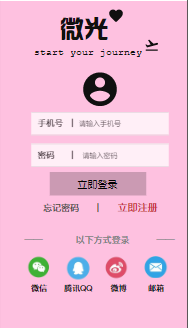 微光
start your journey
手机号 | 请输入手机号
密码 | 请输入密码
立即登录
忘记密码 | 立即注册
以下方式登录
微信 腾讯QQ 微博 邮箱